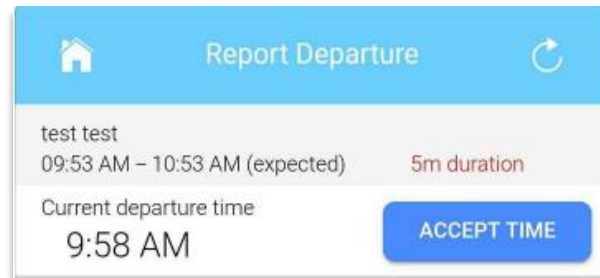 Report Departure
test test
09:53 AM – 10:53 AM (expected) 5m duration
Current departure time
9:58 AM
ACCEPT TIME